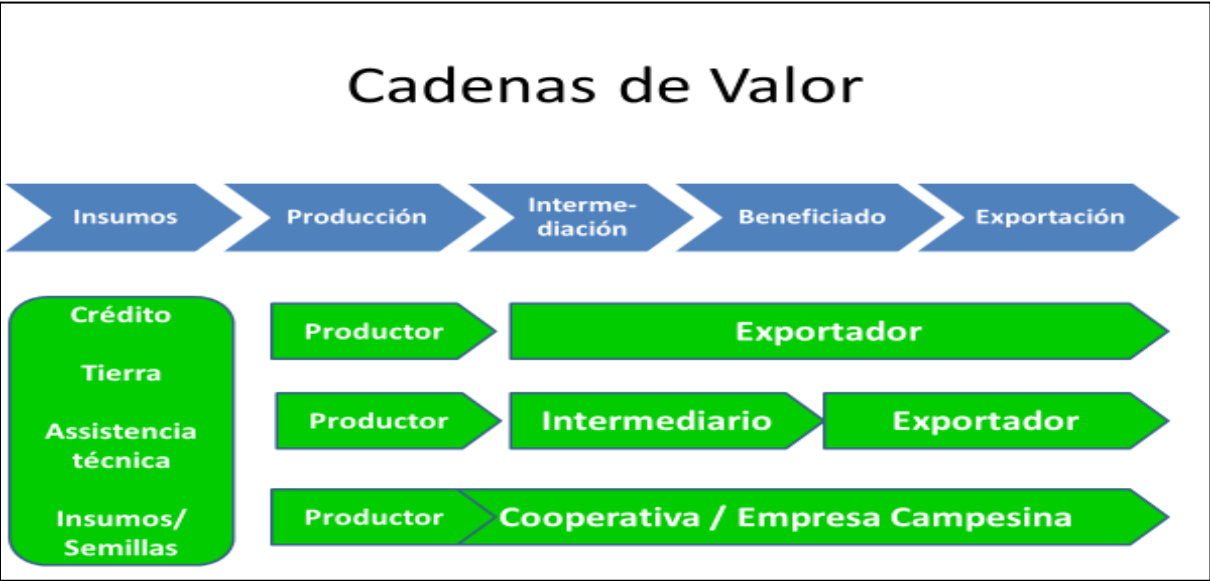 Cadenas de Valor
Insumos
Producción
Interme-
diación
Beneficiado
Exportación
Crédito
Tierra
Assistencia
técnica
Insumos/
Semillas
Productor
Exportador
Productor
Intermediario
Exportador
Productor
Cooperativa / Empresa Campesina